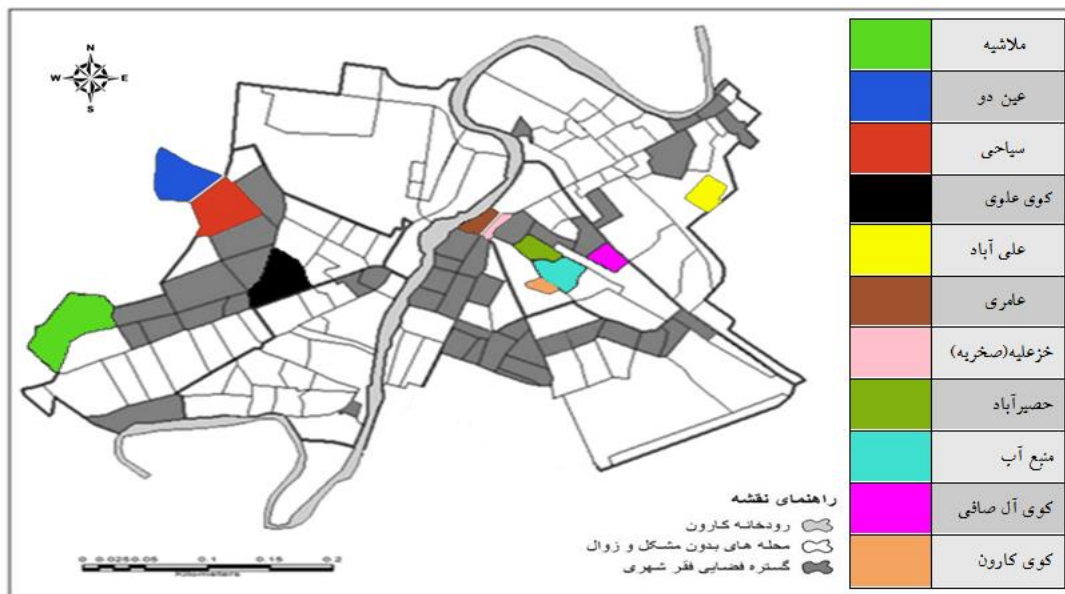 N
W E
S
ملاشیه
عین دو
سیاحی
کوی علوی
علی آباد
عامری
خزعلیه(صخریه)
حصیرآباد
منبع آب
کوی آل صافی
کوی کارون
راهنمای نقشه
رودخانه کارون
محله های بدون مشکل و زوال
گستره فضایی فقر شهری
0 0.025 0.05 0.1 0.15 0.2
Kilometers